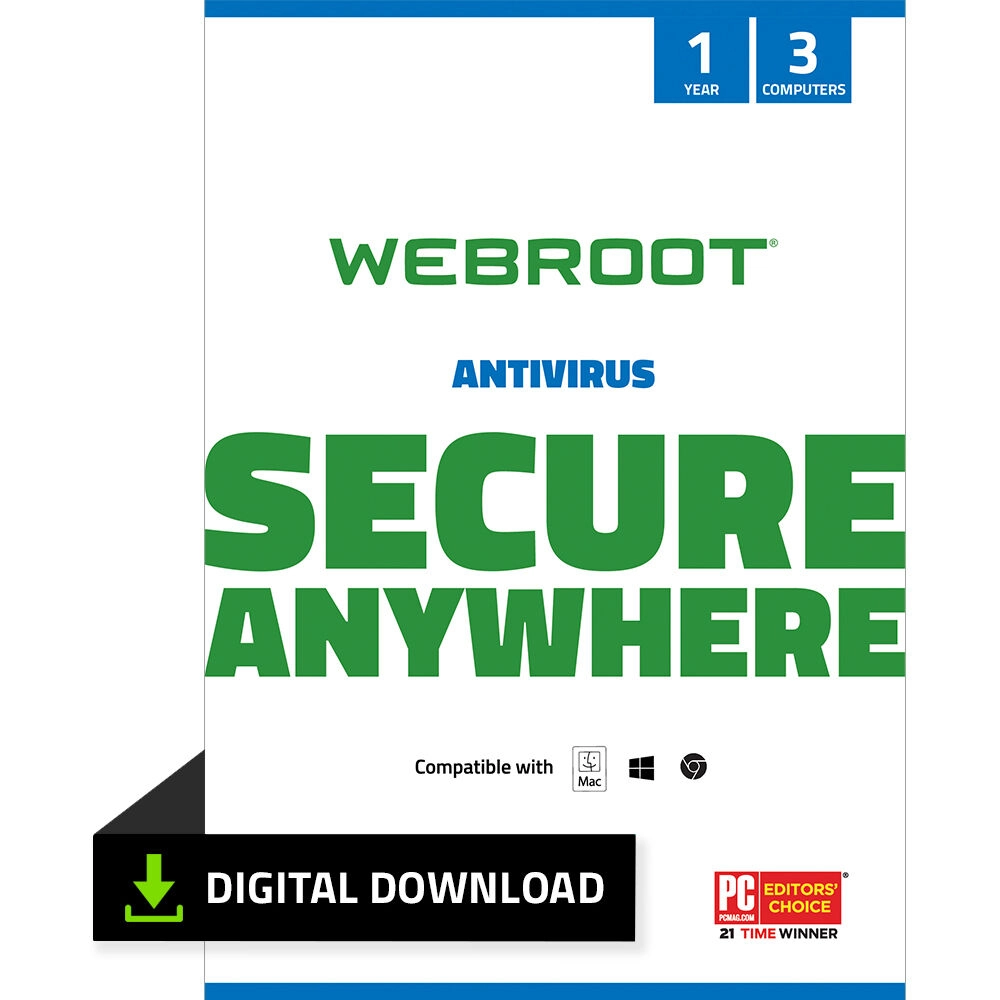 1
YEAR
3
COMPUTERS
WEBROOT®
ANTIVIRUS
SECURE
ANYWHERE
Compatible with
Mac
DIGITAL DOWNLOAD
PC
PCMAG.COM
EDITORS'
CHOICE
®
21 TIME WINNER